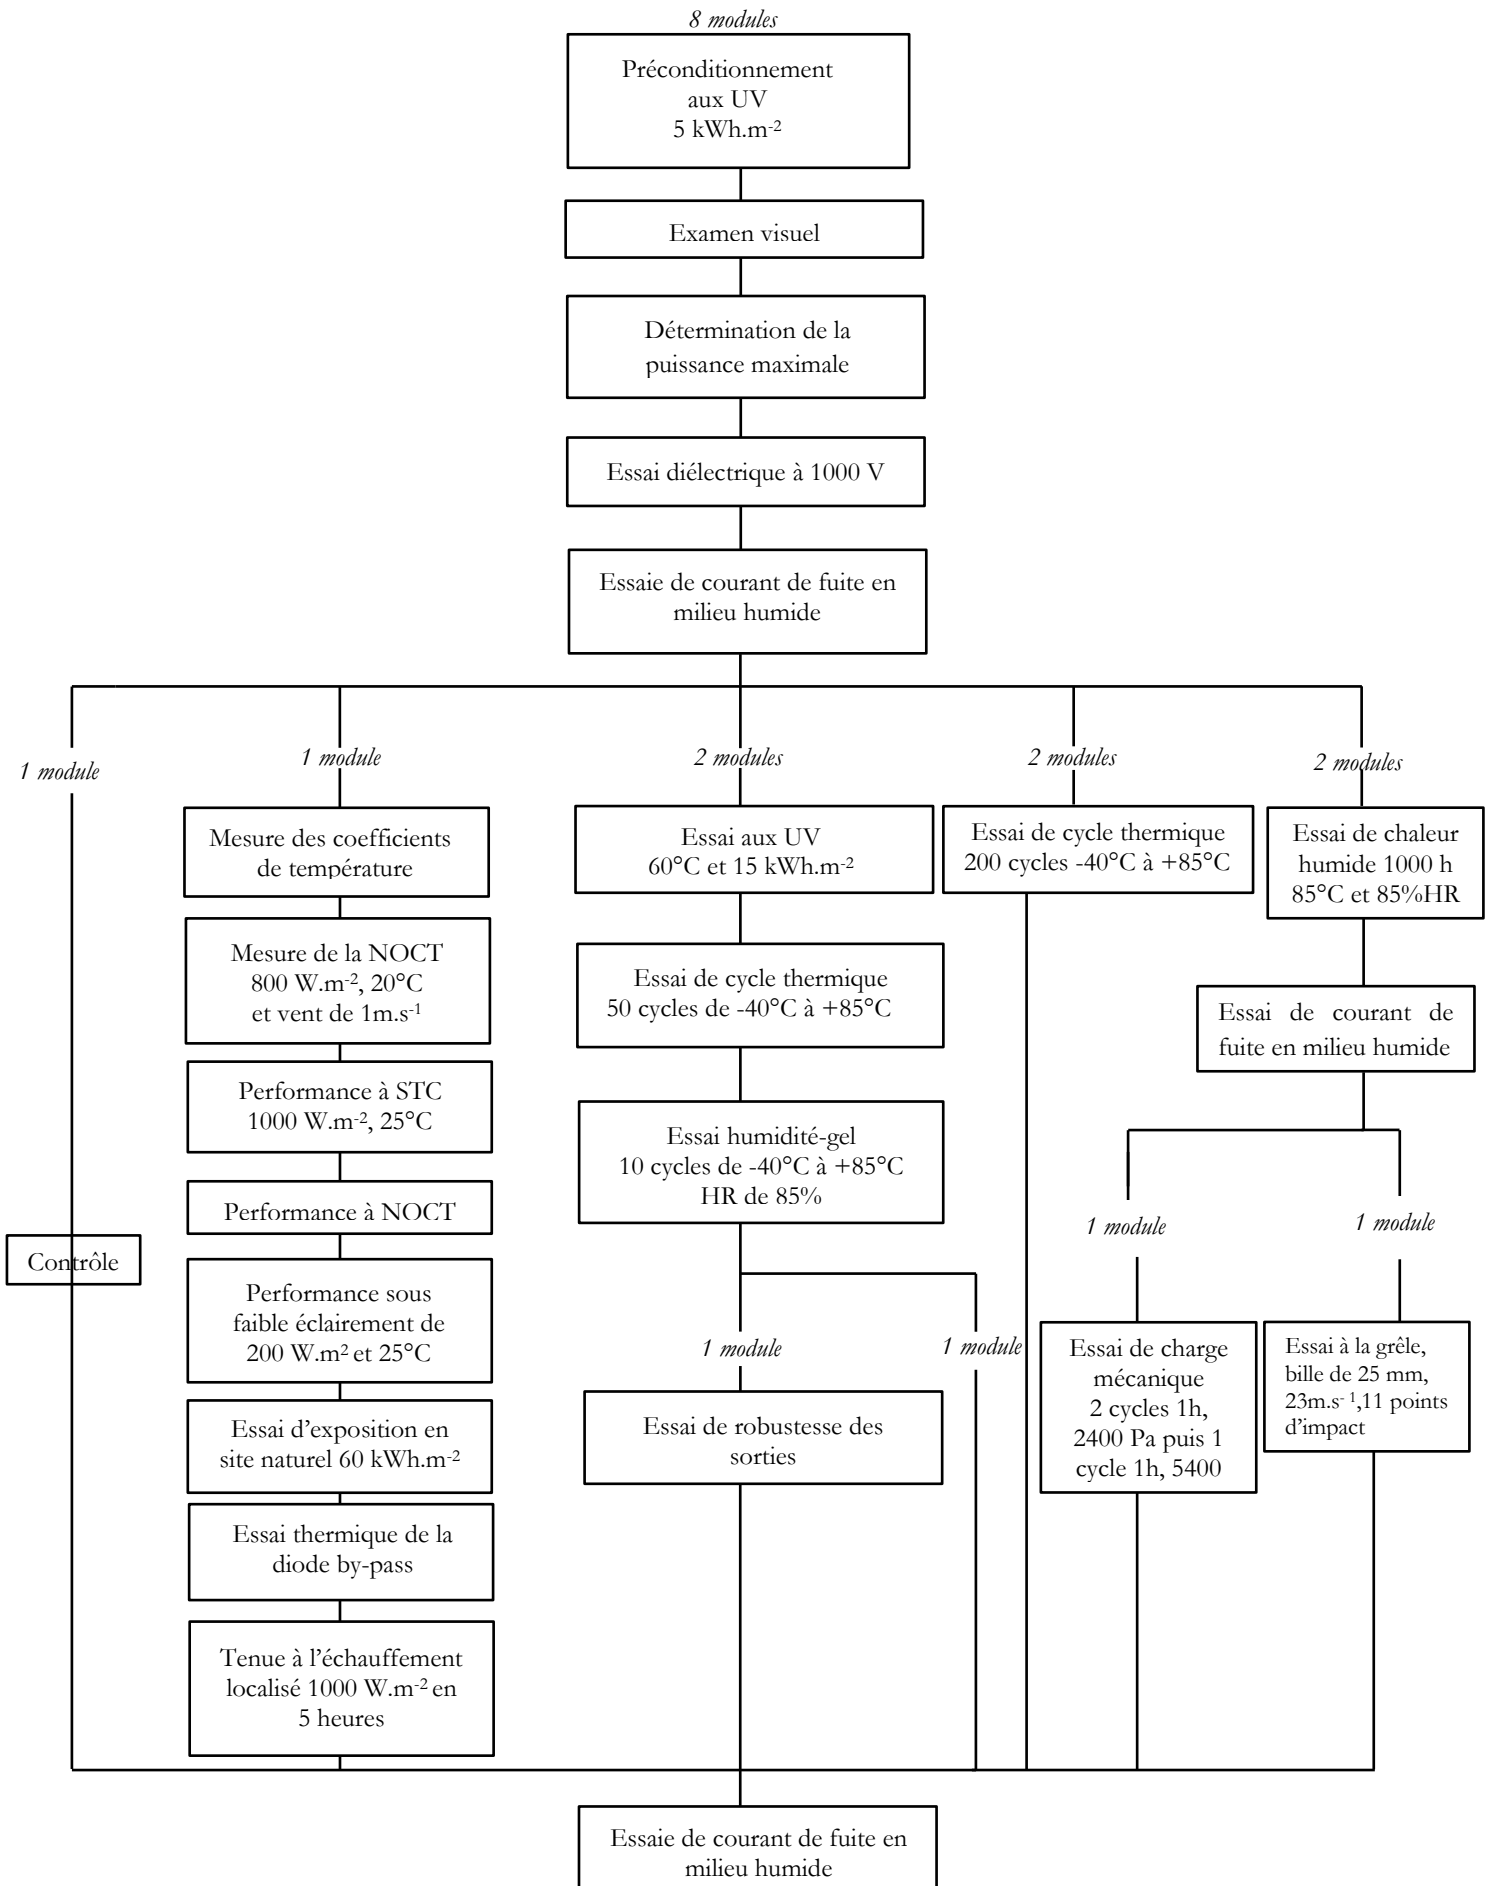 8 modules
Préconditionnement
aux UV
5 kWh.m-2
Examen visuel
Détermination de la
puissance maximale
Essai diélectrique à 1000 V
Essaie de courant de fuite en
milieu humide
1 module
1 module
2 modules
2 modules
2 modules
Mesure des coefficients
de température
Mesure de la NOCT
800 W.m-2, 20°C
et vent de 1m.s-1
Performance à STC
1000 W.m-2, 25°C
Performance à NOCT
Contrôle
Performance sous
faible éclairement de
200 W.m2 et 25°C
Essai d'exposition en
site naturel 60 kWh.m-2
Essai thermique de la
diode by-pass
Tenue à l'échauffement
localisé 1000 W.m-2 en
5 heures
Essai aux UV
60°C et 15 kWh.m-2
Essai de cycle thermique
50 cycles de -40°C à +85°C
Essai humidité-gel
10 cycles de -40°C à +85°C
HR de 85%
1 module
1 module
Essai de robustesse des
sorties
Essai de cycle thermique
200 cycles -40°C à +85°C
Essai de chaleur
humide 1000 h
85°C et 85%HR
Essai de courant de
fuite en milieu humide
1 module
1 module
Essai de charge
mécanique
2 cycles 1h,
2400 Pa puis 1
cycle 1h, 5400
Essai à la grêle,
bille de 25 mm,
23m.s- 1,11 points
d'impact
Essaie de courant de fuite en
milieu humide